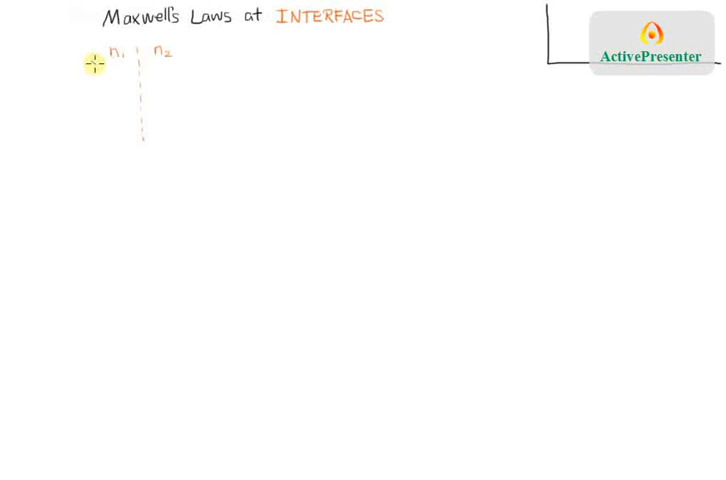 Maxwell's Laws at INTERFACES
ActivePresenter
n₁ n₂